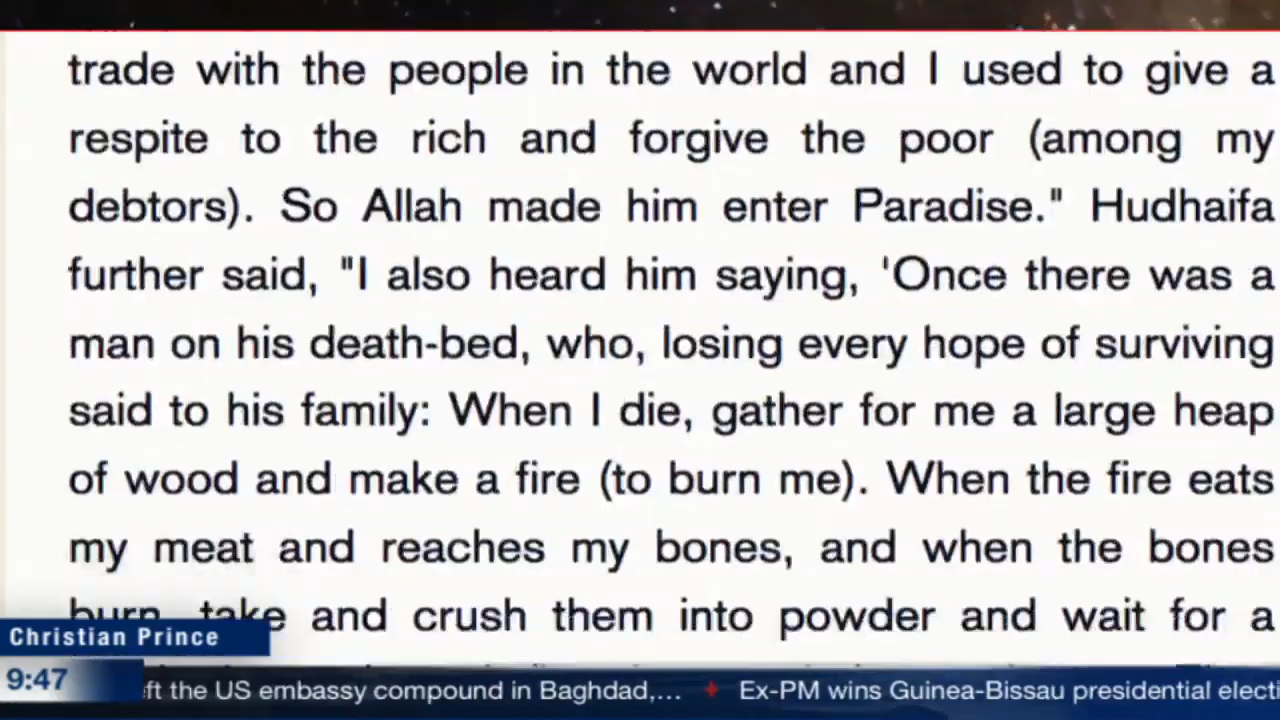 trade with the people in the world and I used to give a
respite to the rich and forgive the poor (among my
debtors). So Allah made him enter Paradise." Hudhaifa
further said, "I also heard him saying, 'Once there was a
man on his death-bed, who, losing every hope of surviving
said to his family: When I die, gather for me a large heap
of wood and make a fire (to burn me). When the fire eats
my meat and reaches my bones, and when the bones
burn, take and crush them into powder and wait for a
Christian Prince
9:47
eft the US embassy compound in Baghdad,... Ex-PM wins Guinea-Bissau presidential electi